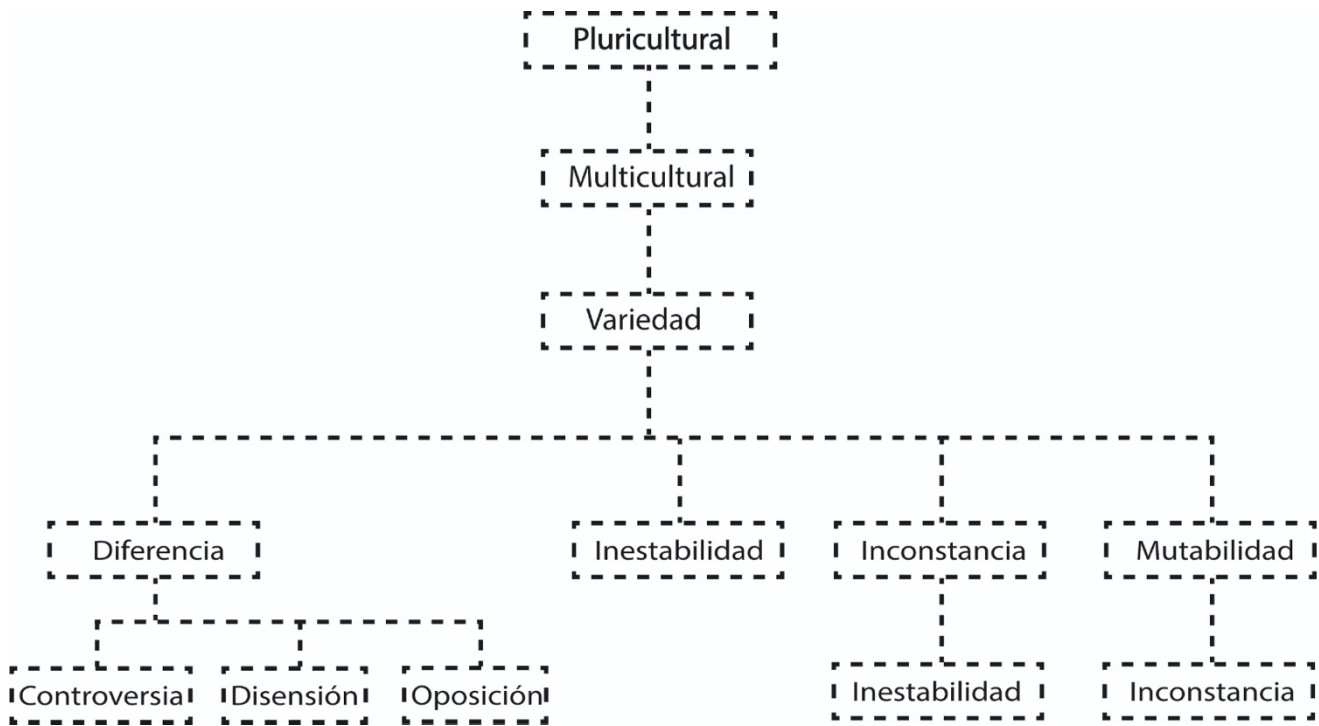 Pluricultural
Multicultural
Variedad
Diferencia
Inestabilidad
Inconstancia
Mutabilidad
Controversia
Disensión
Oposición
Inestabilidad
Inconstancia